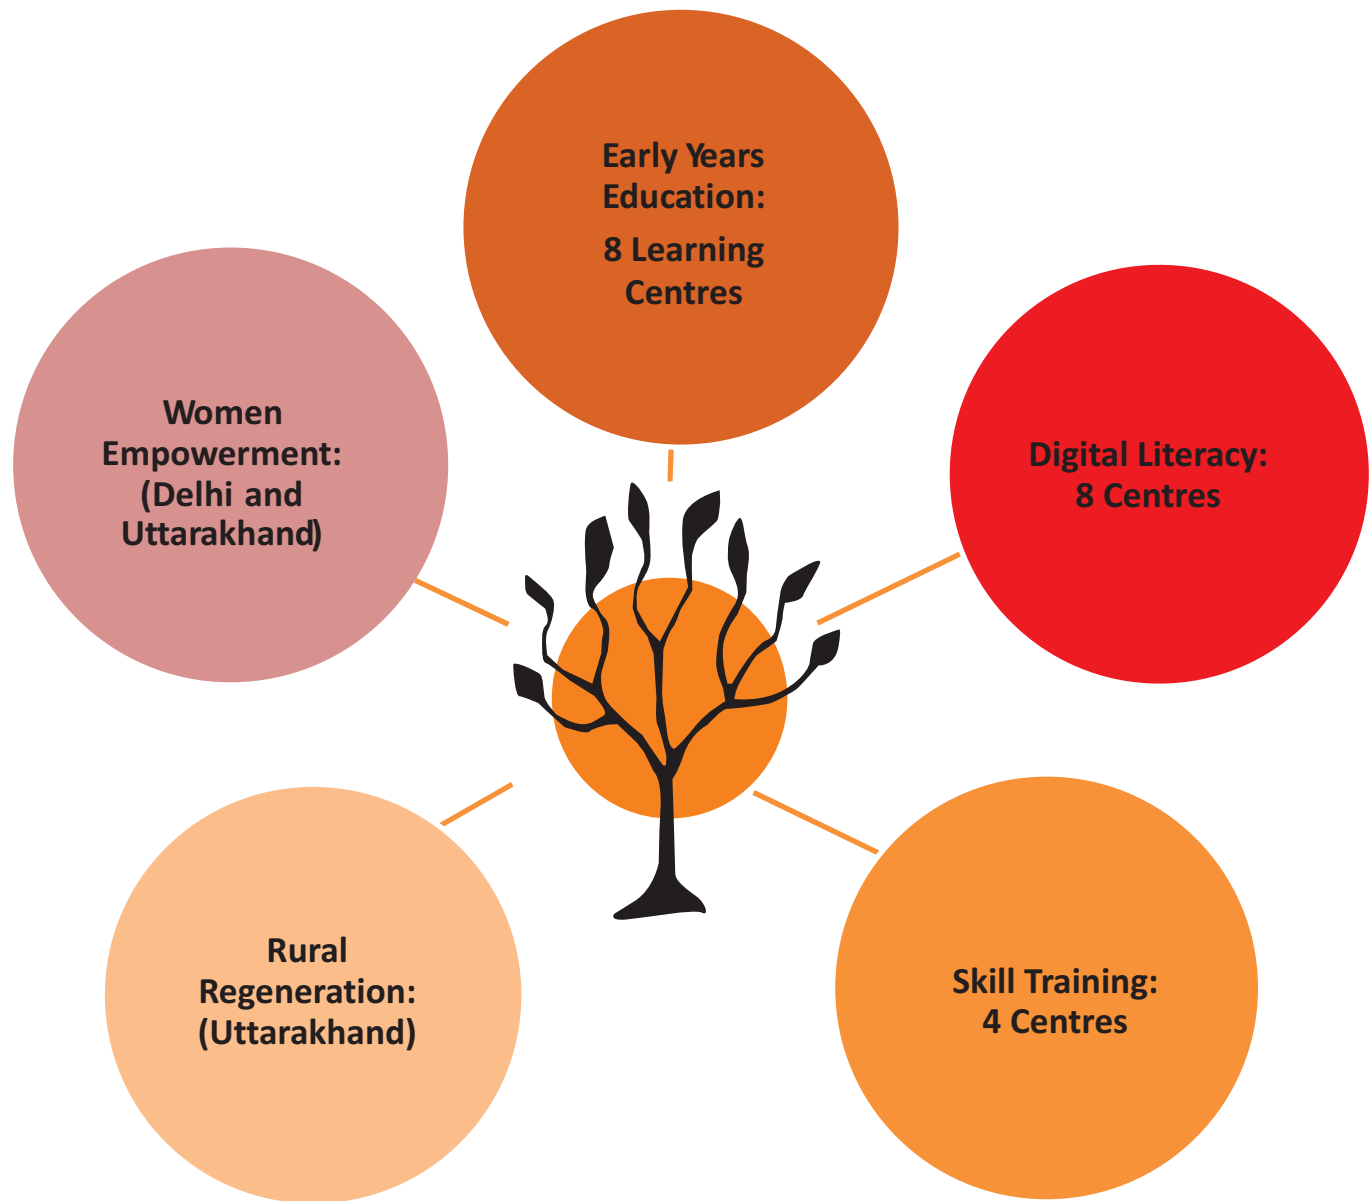 Early Years
Education:
8 Learning
Centres
Women
Empowerment:
(Delhi and
Uttarakhand)
Digital Literacy:
8 Centres
Rural
Regeneration:
(Uttarakhand)
Skill Training:
4 Centres